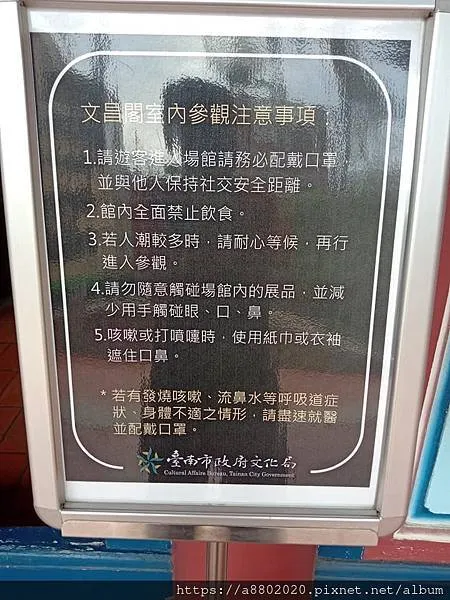 文昌閣室內參觀注意事項：
1.請遊客進入場館請務必配戴口罩，
並與他人保持社交安全距離。
2.館內全面禁止飲食。
3.若人潮較多時，請耐心等候，再行
進入參觀。
4.請勿隨意觸碰場館內的展品，並減
少用手觸碰眼、口、鼻。
5.咳嗽或打噴嚏時，使用紙巾或衣袖
遮住口鼻。
*若有發燒咳嗽、流鼻水等呼吸道症
狀、身體不適之情形，請盡速就醫
並配戴口罩。
臺南市政府文化局
Cultural Affairs Bureau, Tainan City Government
https://a8802020.pixnet.net/album